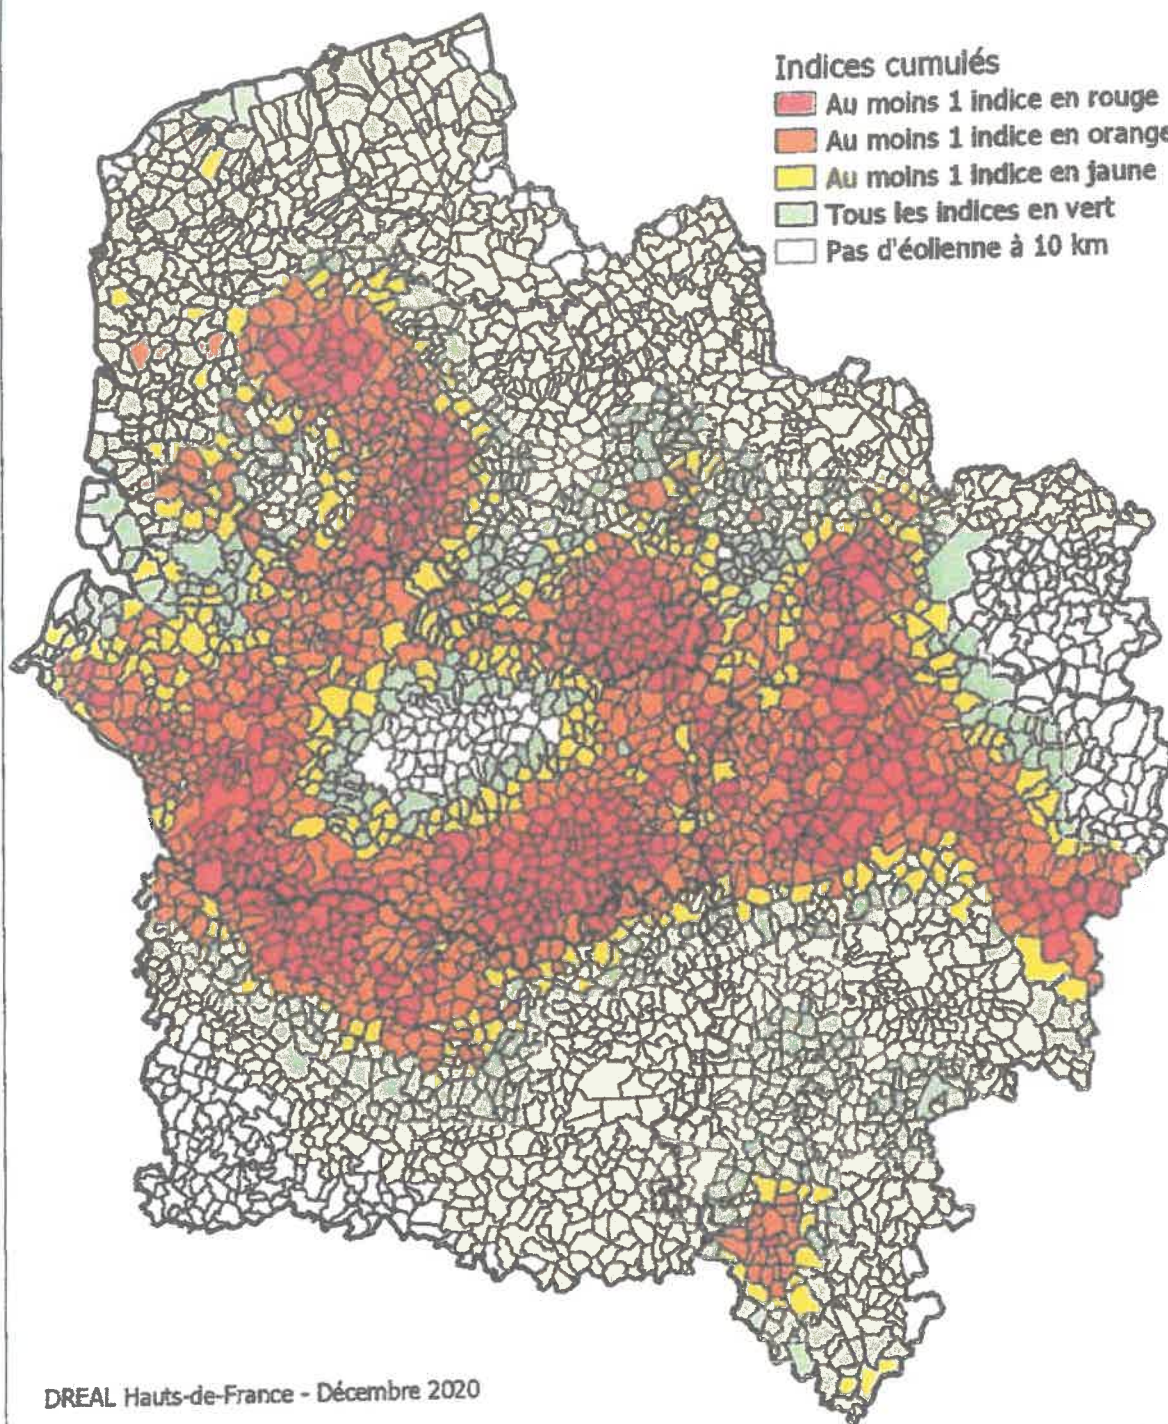 Indices cumulés
Au moins 1 indice en rouge
Au moins 1 indice en orange
Au moins 1 indice en jaune
Tous les indices en vert
Pas d'éolienne à 10 km
DREAL Hauts-de-France - Décembre 2020